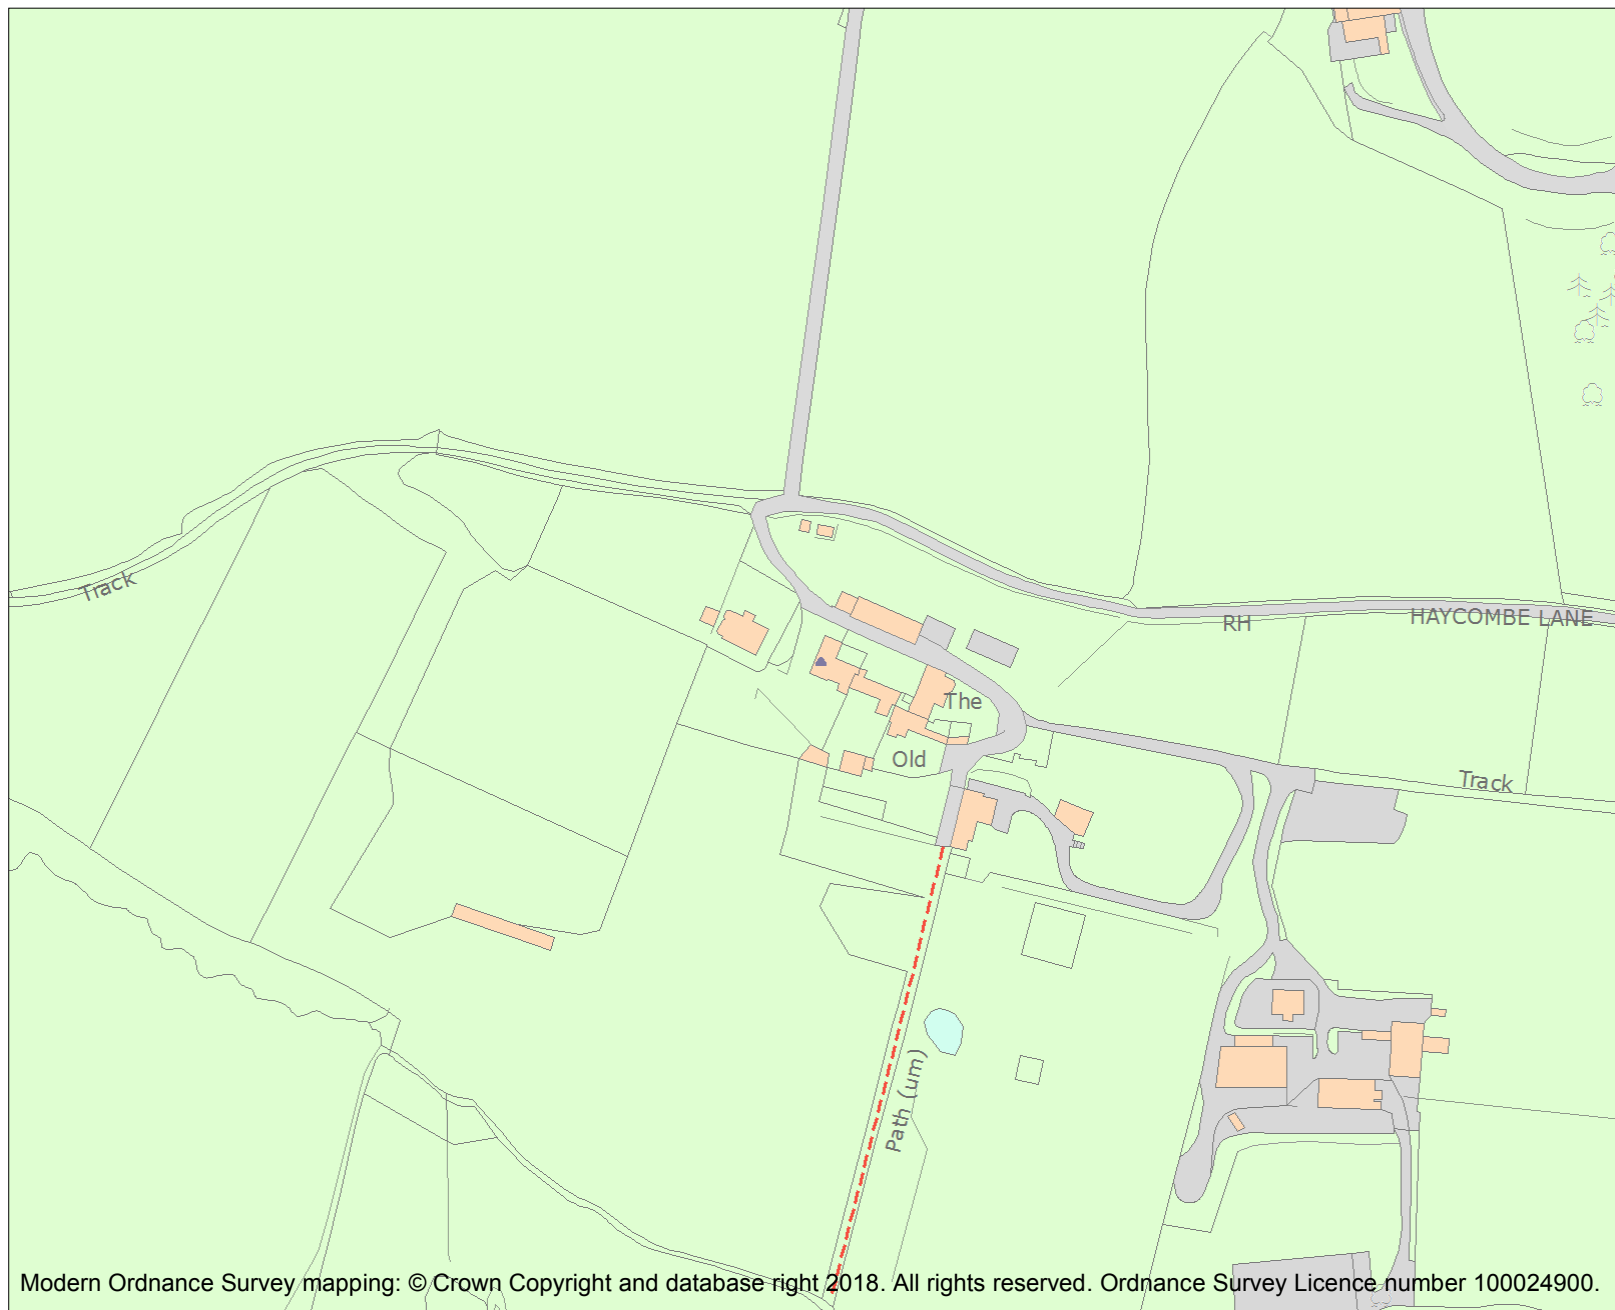 Track
RH
HAYCOMBE LANE
The
Old
Track
Path (um)
Modern Ordnance Survey mapping: © Crown Copyright and database right 2018. All rights reserved. Ordnance Survey Licence number 100024900.